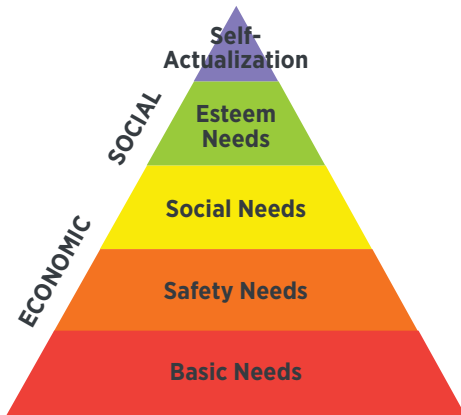 Self-
Actualization
SOCIAL
Esteem
Needs
Social Needs
ECONOMIC
Safety Needs
Basic Needs